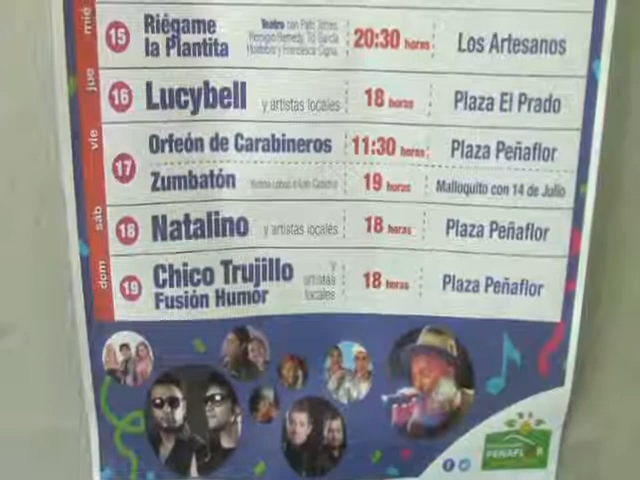 mié 15 Riégame la Plantita Teatro 20:30 horas Los Artesanos
jue 16 Lucybell y artistas locales 18 horas Plaza El Prado
vie 17 Orfeón de Carabineros 11:30 horas Plaza Peñaflor
Zumbatón 19 horas Malloquito con 14 de Julio
sáb 18 Natalino y artistas locales 18 horas Plaza Peñaflor
dom 19 Chico Trujillo Fusión Humor y artistas locales 18 horas Plaza Peñaflor
PEÑAFLOR